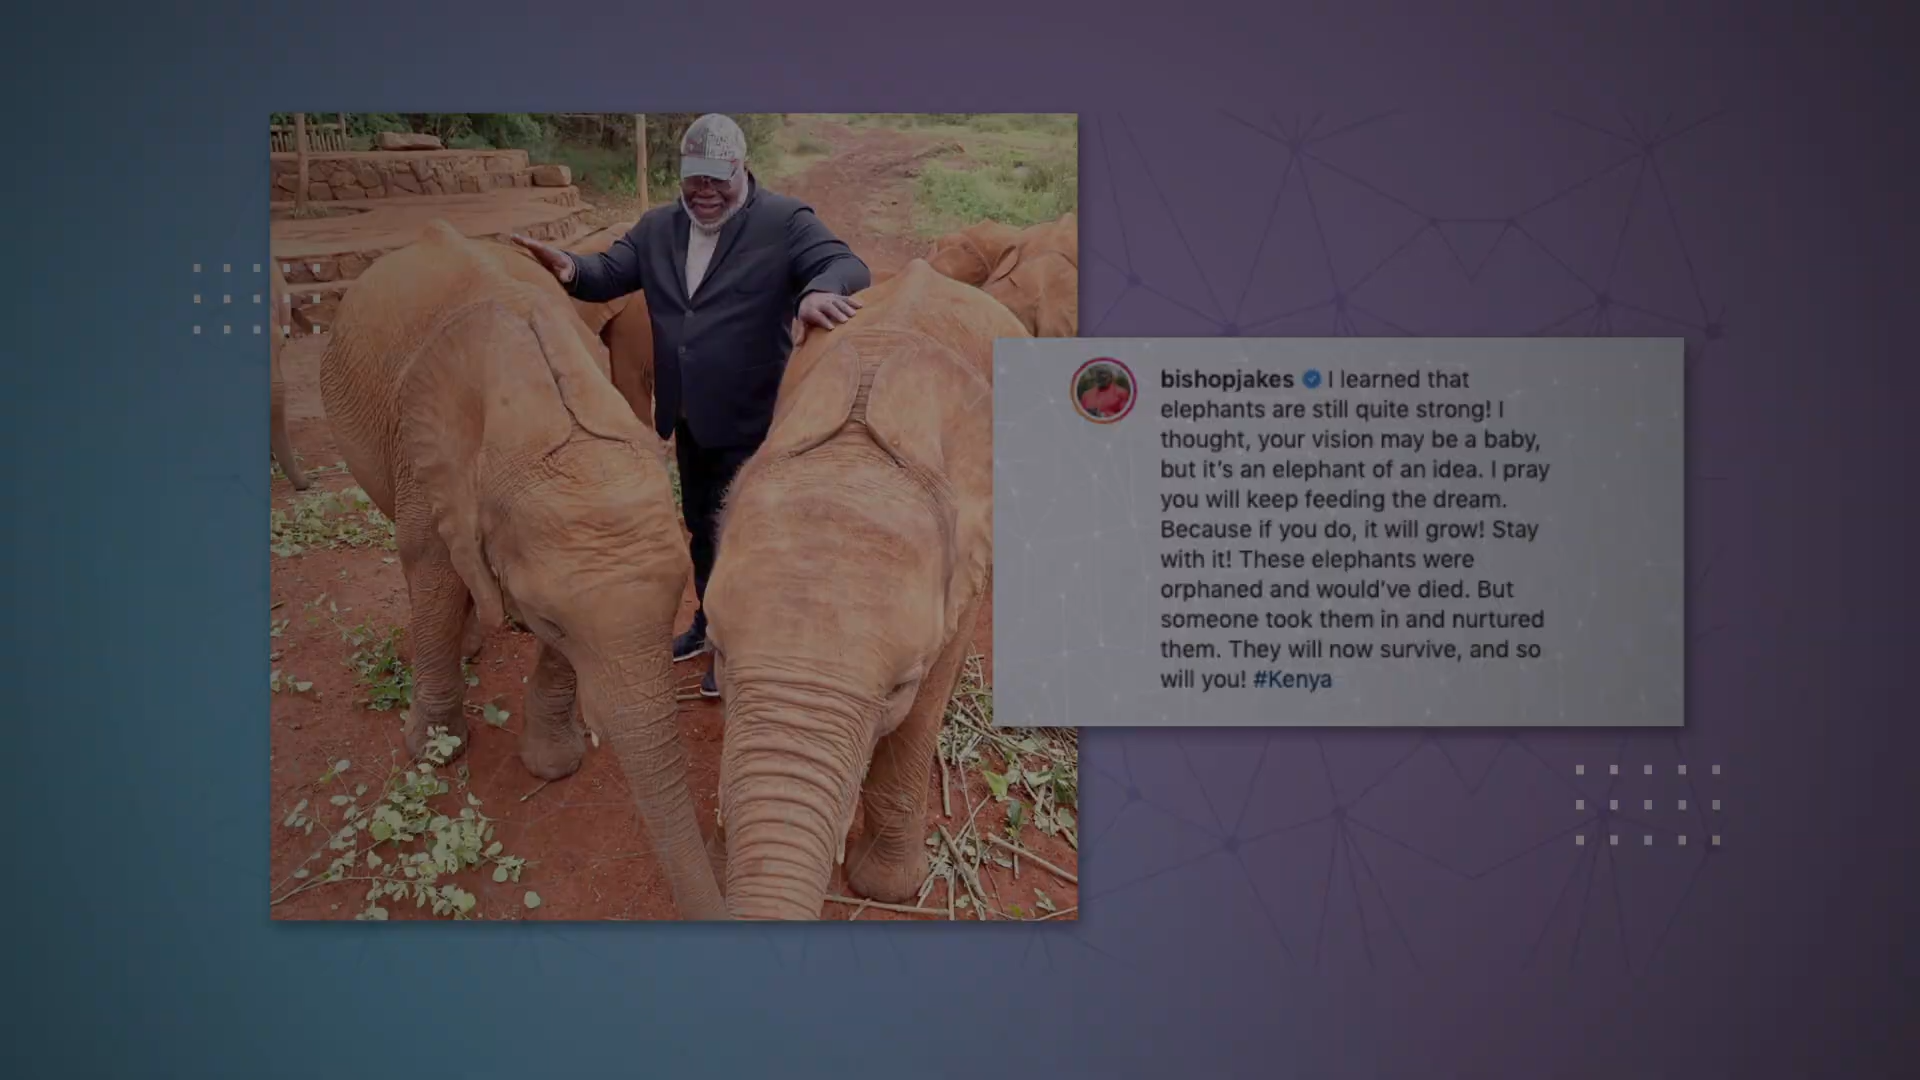 bishopjakes I learned that
elephants are still quite strong! I
thought, your vision may be a baby,
but it's an elephant of an idea. I pray
you will keep feeding the dream.
Because if you do, it will grow! Stay
with it! These elephants were
orphaned and would've died. But
someone took them in and nurtured
them. They will now survive, and so
will you! #Kenya